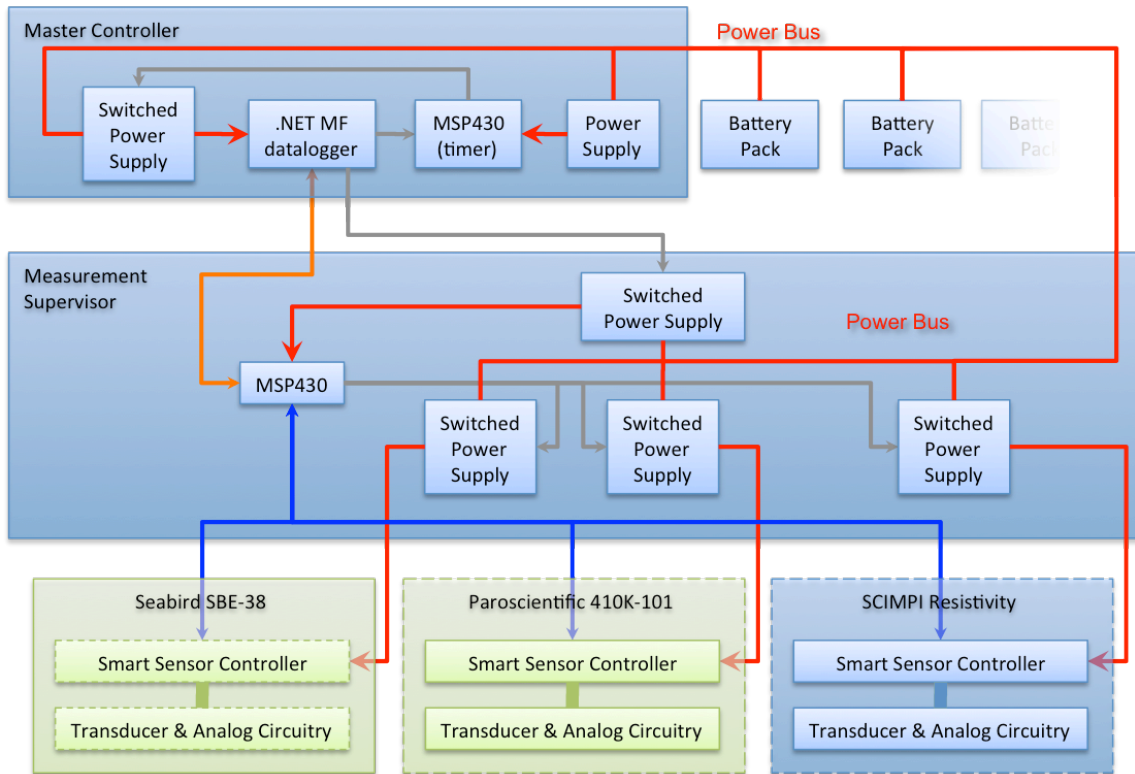 Master Controller
Power Bus
Switched
Power
Supply
.NET MF
datalogger
MSP430
(timer)
Power
Supply
Battery
Pack
Battery
Pack
Battery
Pack
Measurement
Supervisor
Switched
Power Supply
Power Bus
MSP430
Switched
Power
Supply
Switched
Power
Supply
Switched
Power
Supply
Seabird SBE-38
Smart Sensor Controller
Transducer & Analog Circuitry
Paroscientific 410K-101
Smart Sensor Controller
Transducer & Analog Circuitry
SCIMPI Resistivity
Smart Sensor Controller
Transducer & Analog Circuitry